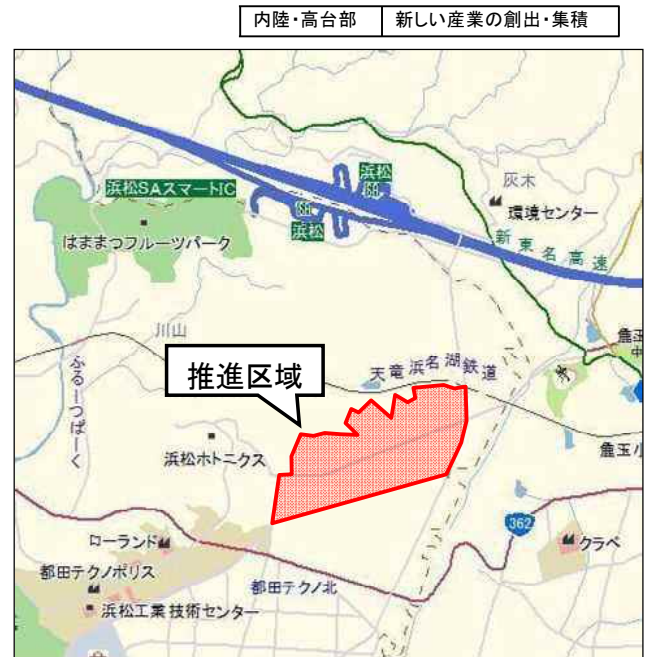 内陸・高台部 新しい産業の創出・集積
浜松SAスマートIC
浜松
浜松
灰木
環境センター
新東名高速
はままつフルーツパーク
川山
推進区域
天竜浜名湖鉄道
ふるーつぱーく
浜松ホトニクス
362
ローランド
クラベ
都田テクノポリス
都田テクノ北
浜松工業技術センター